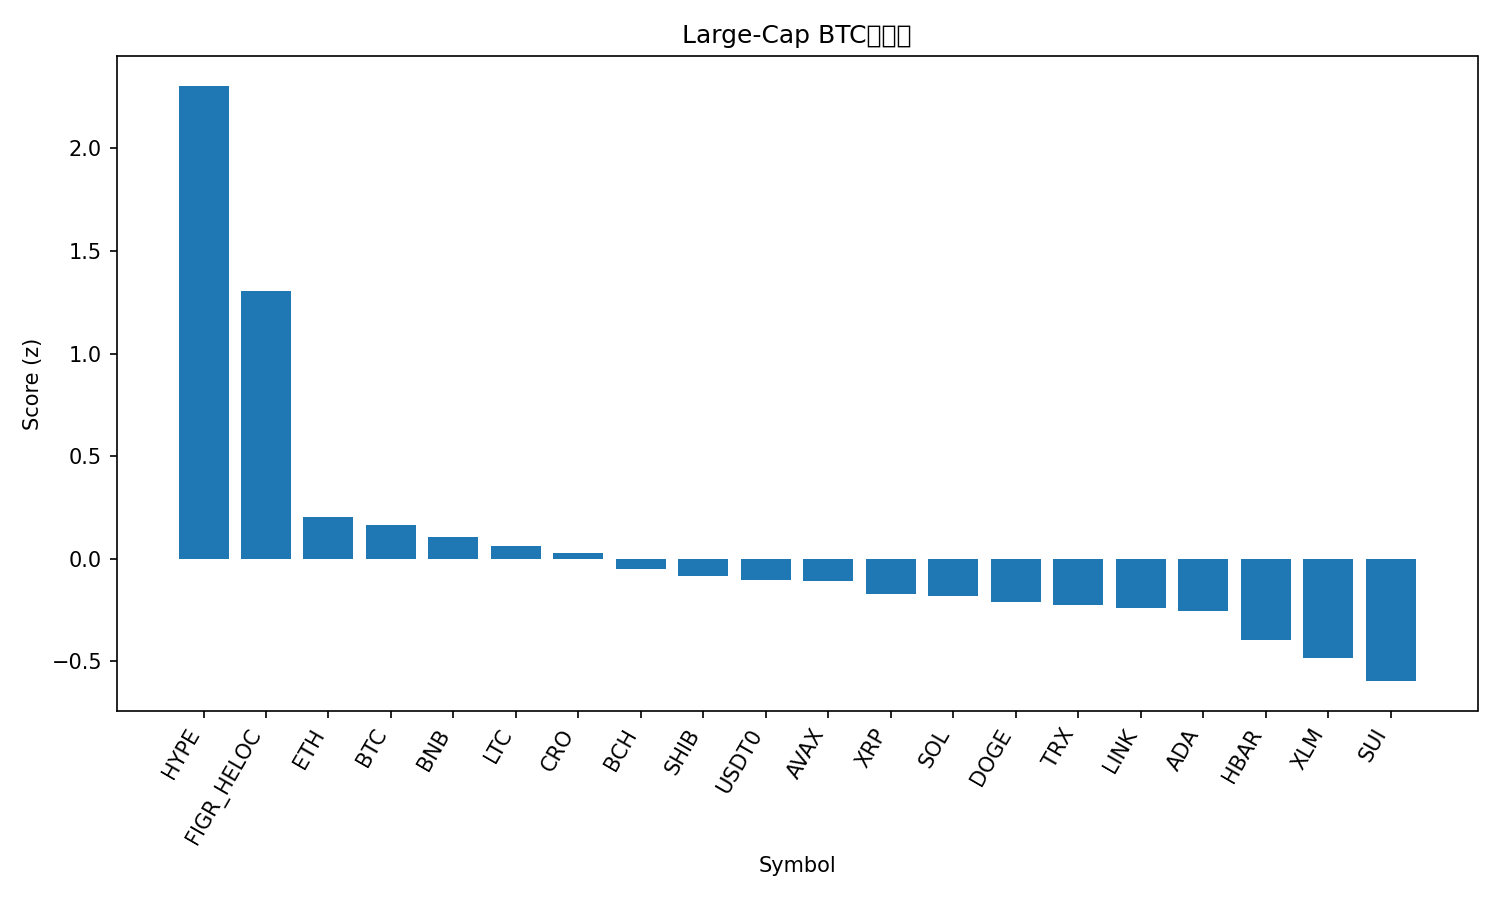 Large-Cap BTC
Score (z)
2.0
1.5
1.0
0.5
0.0
−0.5
HYPE
FIGR_HELOC
ETH
BTC
BNB
LTC
CRO
BCH
SHIB
USDT0
AVAX
XRP
SOL
DOGE
TRX
LINK
ADA
HBAR
XLM
SUI
Symbol